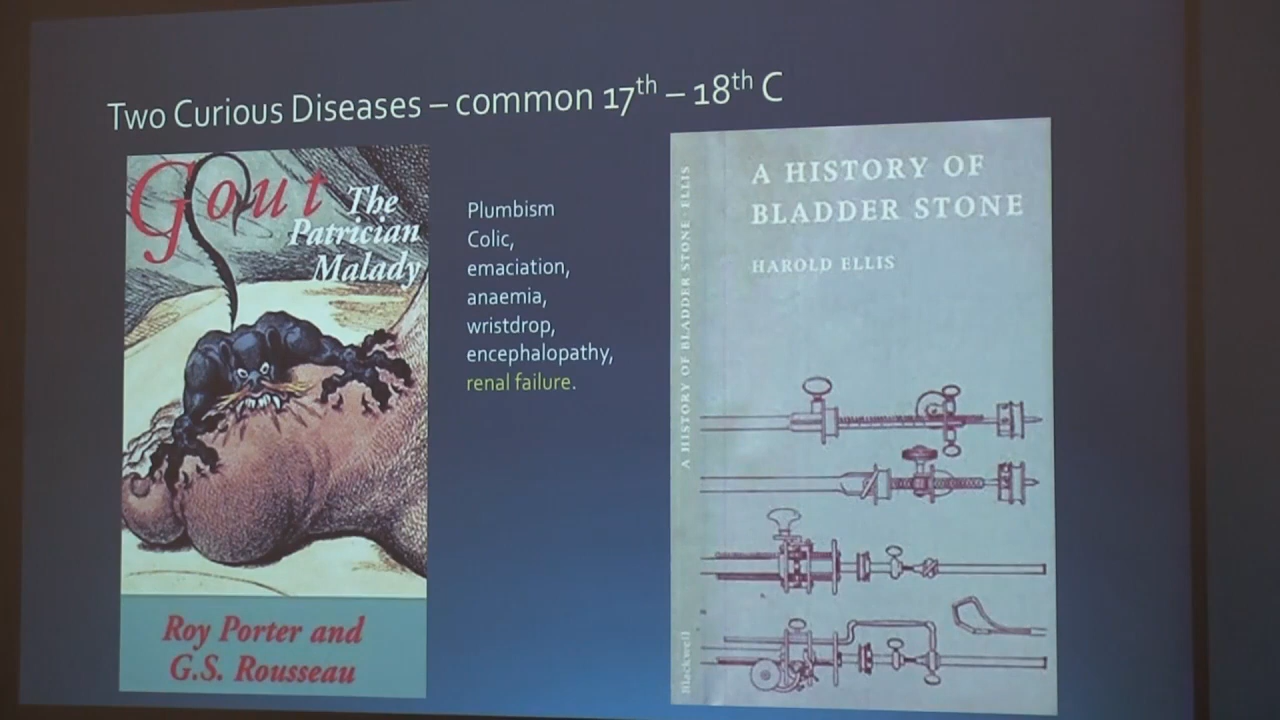 Two Curious Diseases – common 17th – 18th C
Gout The
Patrician
Malady
Roy Porter and
G.S. Rousseau
Plumbism
Colic,
emaciation,
anaemia,
wristdrop,
encephalopathy,
renal failure.
A HISTORY OF BLADDER STONE · ELLIS
Blackwell
A HISTORY OF
BLADDER STONE
HAROLD ELLIS